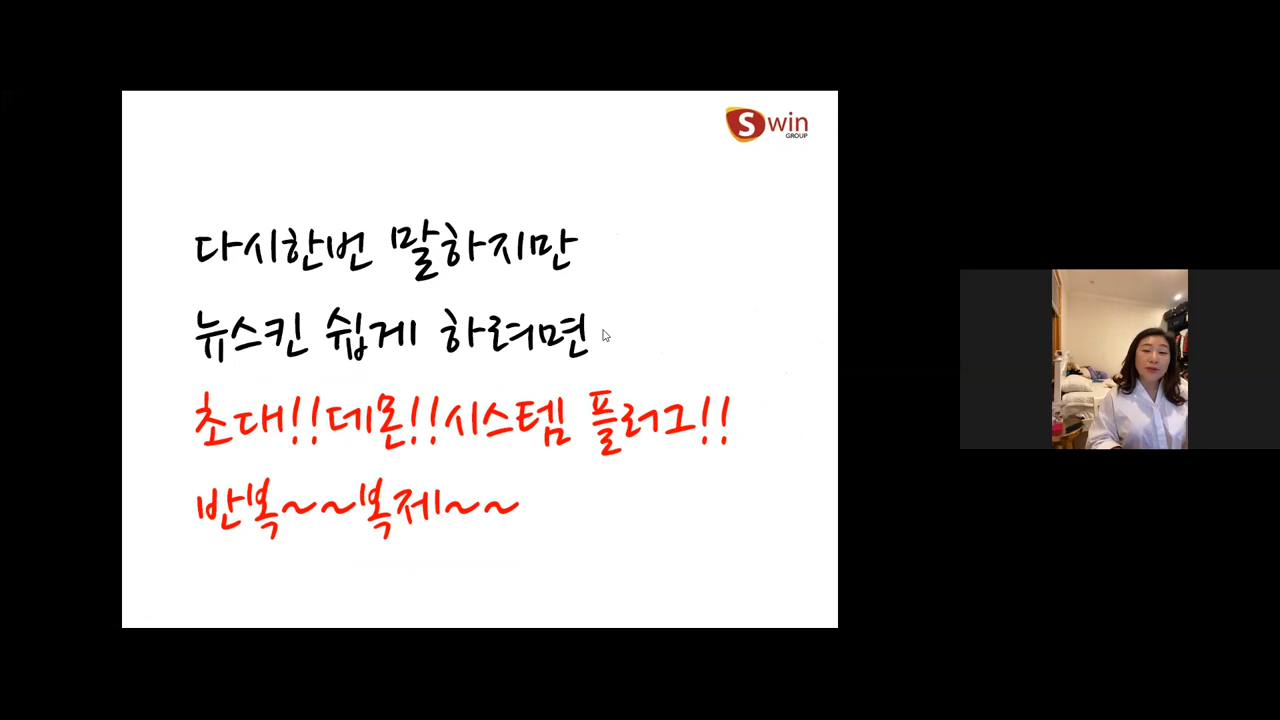 S win
GROUP
다시한번 말하지만
뉴스킨 쉽게 하려면
초대!!데몬!!시스템 플러그!!
반복~~복제~~